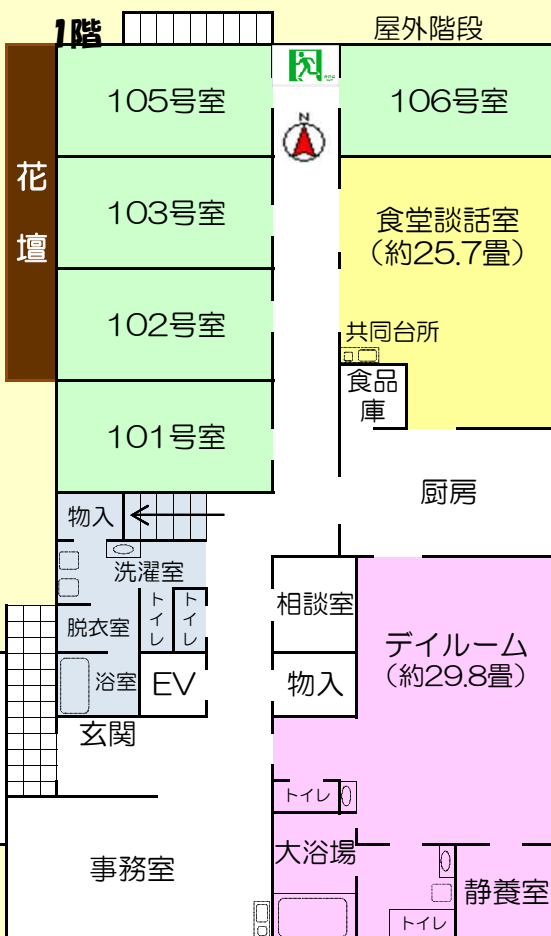 1階
屋外階段
105号室
106号室
N
花壇
103号室
食堂談話室
(約25.7畳)
102号室
共同台所
食品
庫
101号室
厨房
物入
洗濯室
トイレ
トイレ
相談室
脱衣室
デイルーム
(約29.8畳)
浴室
EV
物入
玄関
トイレ
大浴場
事務室
静養室
トイレ